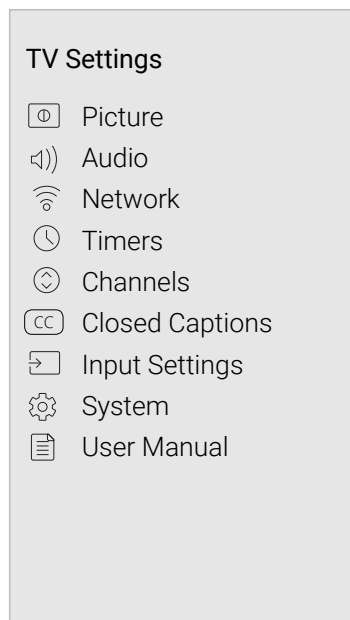 TV Settings
Picture
Audio
Network
Timers
Channels
CC Closed Captions
Input Settings
System
User Manual